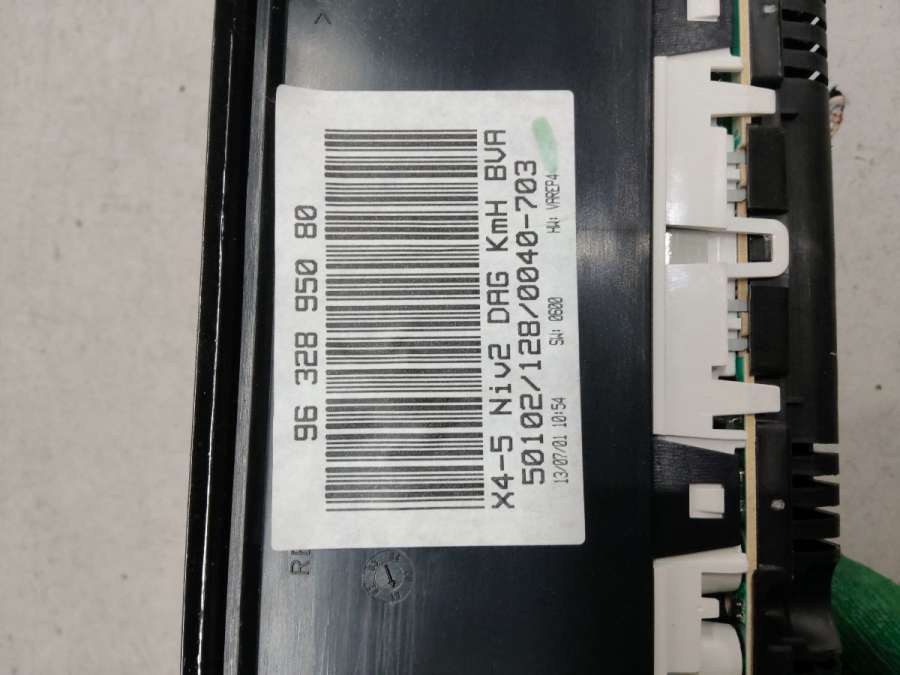 96 328 950 80
X4-5 Niv2 DAG KmH BVA
50102/128/0040-703
13/07/01 10:54 SW: 0600 HW: VAREP4